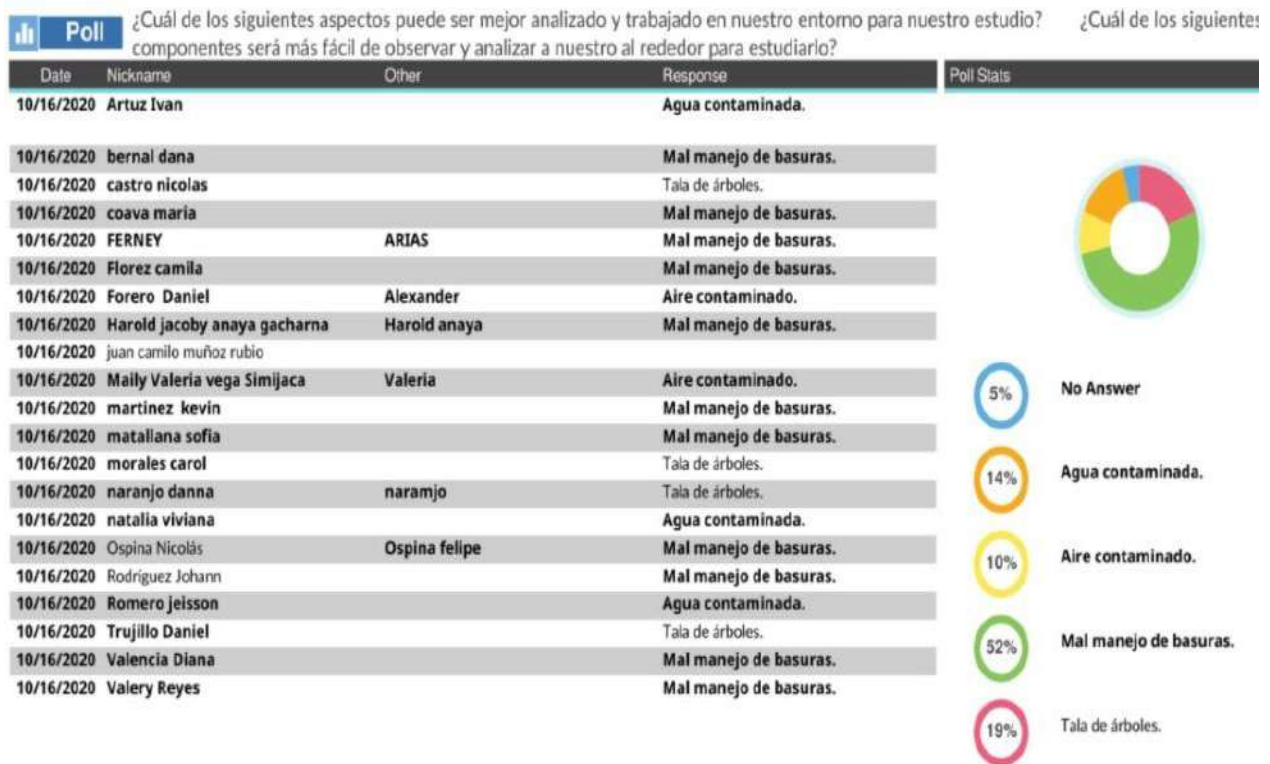 Poll
¿Cuál de los siguientes aspectos puede ser mejor analizado y trabajado en nuestro entorno para nuestro estudio? ¿Cuál de los siguientes
componentes será más fácil de observar y analizar a nuestro al rededor para estudiarlo?
Date Nickname Other Response Poll Stats
10/16/2020 Artuz Ivan Agua contaminada.
10/16/2020 bernal dana Mal manejo de basuras.
10/16/2020 castro nicolas Tala de árboles.
10/16/2020 coava maria Mal manejo de basuras.
10/16/2020 FERNEY ARIAS Mal manejo de basuras.
10/16/2020 Florez camila Mal manejo de basuras.
10/16/2020 Forero Daniel Alexander Aire contaminado.
10/16/2020 Harold jacoby anaya gacharna Harold anaya Mal manejo de basuras.
10/16/2020 juan camilo muñoz rubio
10/16/2020 Maily Valeria vega Simijaca Valeria Aire contaminado.
10/16/2020 martinez kevin Mal manejo de basuras.
10/16/2020 matallana sofia Mal manejo de basuras.
10/16/2020 morales carol Tala de árboles.
10/16/2020 naranjo danna naramjo Tala de árboles.
10/16/2020 natalia viviana Agua contaminada.
10/16/2020 Ospina Nicolás Ospina felipe Mal manejo de basuras.
10/16/2020 Rodríguez Johann Mal manejo de basuras.
10/16/2020 Romero jeisson Agua contaminada.
10/16/2020 Trujillo Daniel Tala de árboles.
10/16/2020 Valencia Diana Mal manejo de basuras.
10/16/2020 Valery Reyes Mal manejo de basuras.
5% No Answer
14% Agua contaminada.
10% Aire contaminado.
52% Mal manejo de basuras.
19% Tala de árboles.